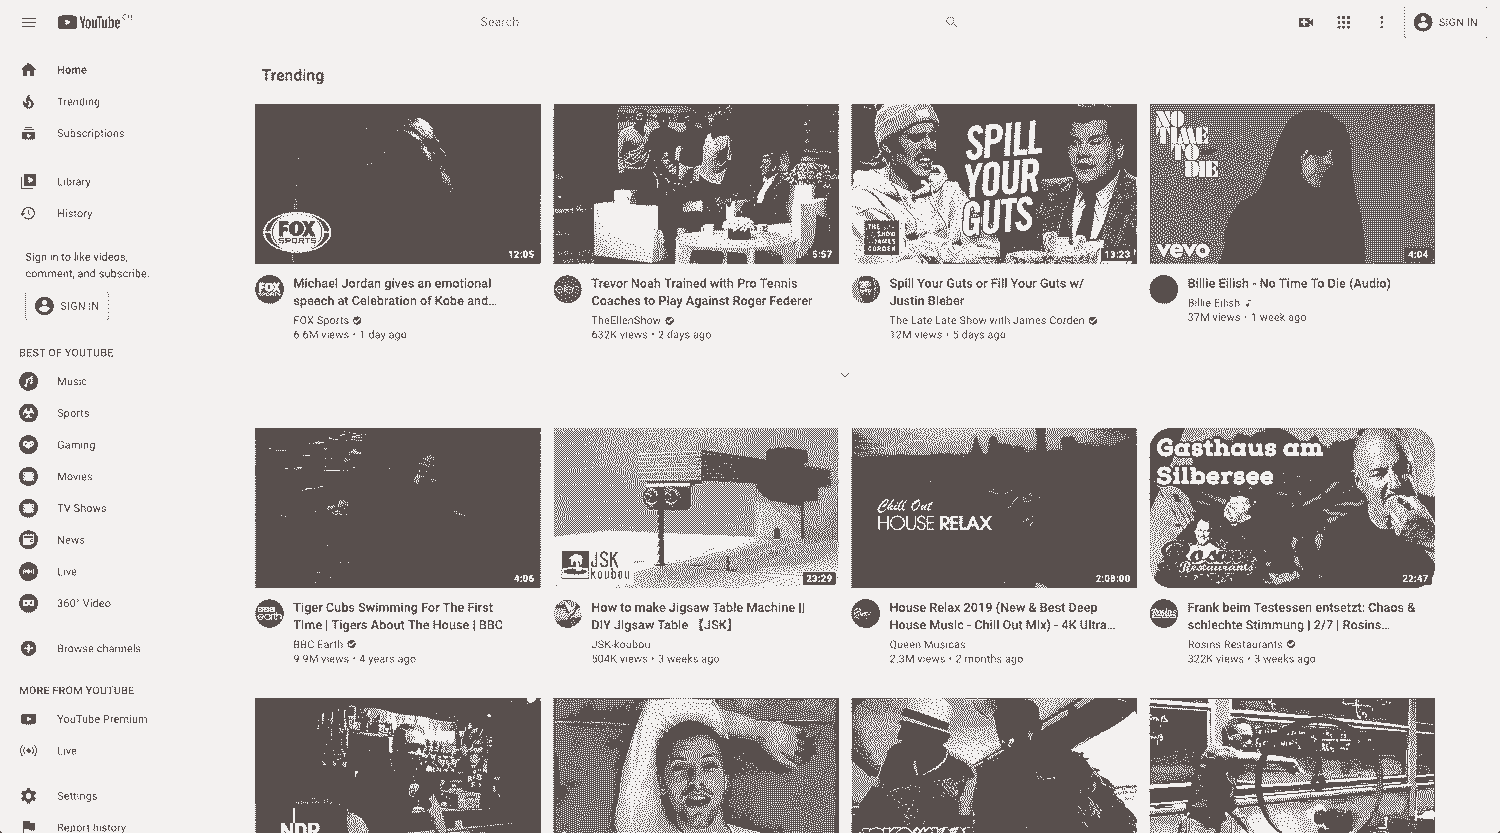 YouTube
Search
SIGN IN
Home
Trending
Subscriptions
Library
History
Sign in to like videos,
comment, and subscribe.
SIGN IN
BEST OF YOUTUBE
Music
Sports
Gaming
Movies
TV Shows
News
Live
360° Video
Browse channels
MORE FROM YOUTUBE
YouTube Premium
Live
Settings
Report history
Trending
FOX
SPORTS
12:05
5:57
SPILL
YOUR
GUTS
THE
SHOW
JAMES
CORDEN
13:23
NO
TIME
TO
DIE
vevo
4:04
Michael Jordan gives an emotional
speech at Celebration of Kobe and...
FOX Sports
6.6M views • 1 day ago
Trevor Noah Trained with Pro Tennis
Coaches to Play Against Roger Federer
TheEllenShow
632K views • 2 days ago
Spill Your Guts or Fill Your Guts w/
Justin Bieber
The Late Late Show with James Corden
12M views • 5 days ago
Billie Eilish - No Time To Die (Audio)
Billie Eilish
37M views • 1 week ago
4:06
JSK
koubou
23:29
Chill Out
HOUSE RELAX
2:08:00
Gasthaus am
Silbersee
Restaurants
22:47
Tiger Cubs Swimming For The First
Time | Tigers About The House | BBC
BBC Earth
9.9M views • 4 years ago
How to make Jigsaw Table Machine ||
DIY Jigsaw Table 【JSK】
JSK-koubou
504K views • 3 weeks ago
House Relax 2019 (New & Best Deep
House Music - Chill Out Mix) - 4K Ultra...
Queen Musicas
2.3M views • 2 months ago
Frank beim Testessen entsetzt: Chaos &
schlechte Stimmung | 2/7 | Rosins...
Rosins Restaurants
322K views • 3 weeks ago
NDR